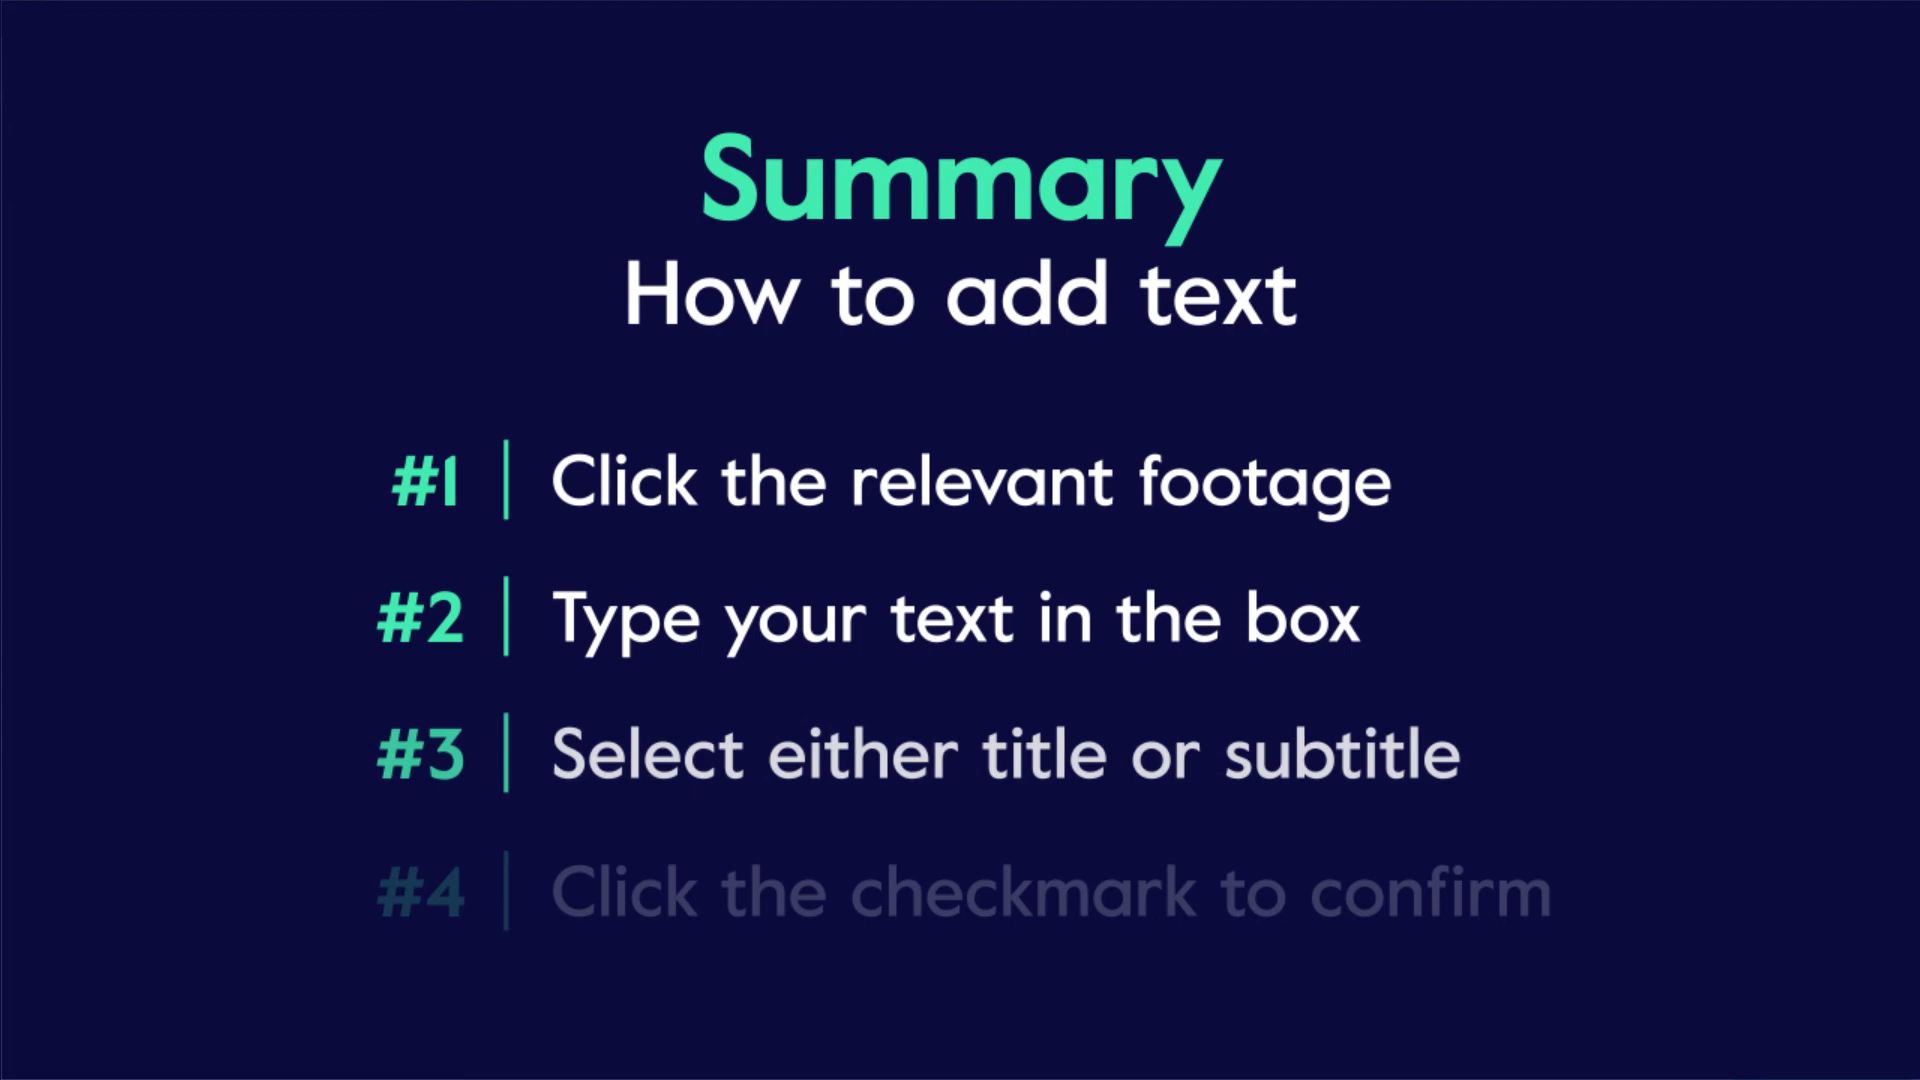 Summary
How to add text
#1 | Click the relevant footage
#2 | Type your text in the box
#3 | Select either title or subtitle
#4 | Click the checkmark to confirm